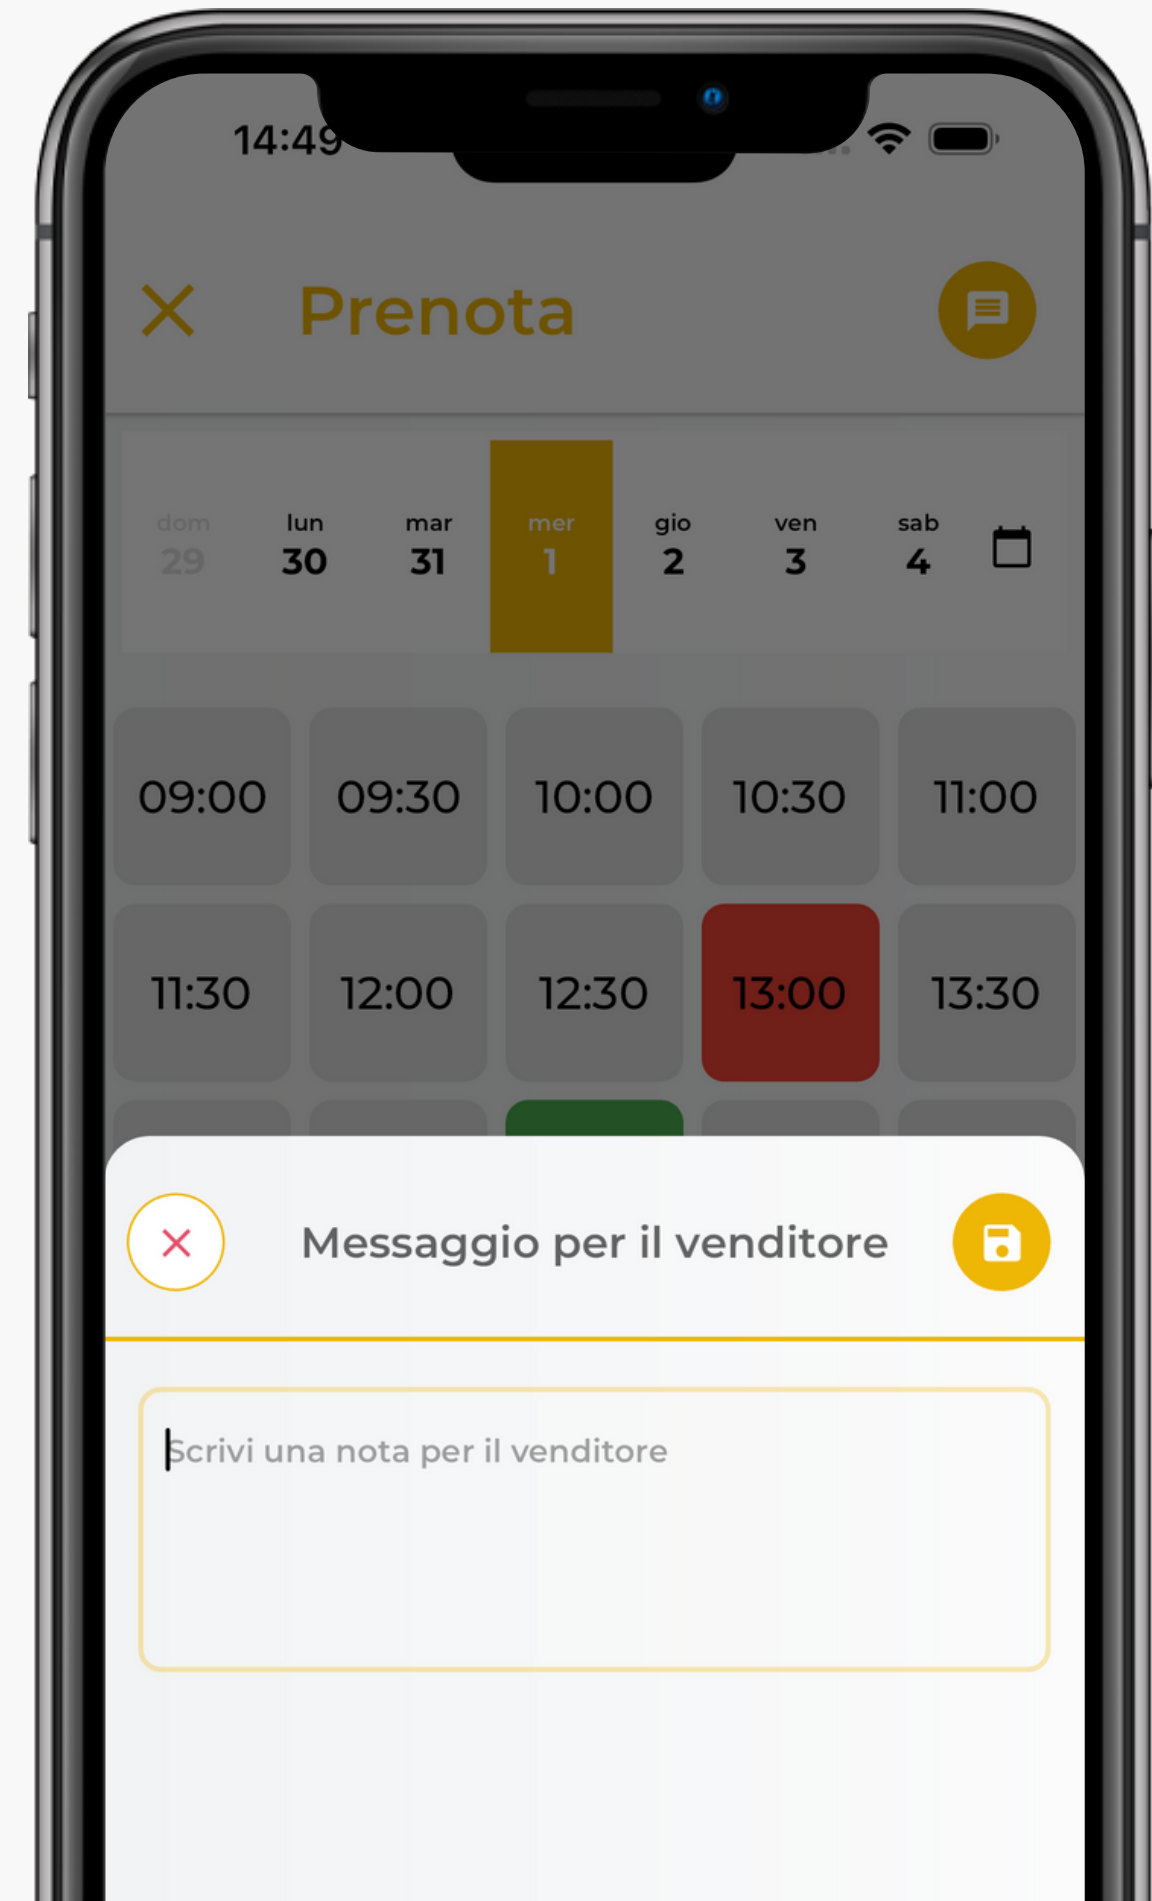 14:49
Prenota
dom lun mar mer gio ven sab
29 30 31 1 2 3 4
09:00 09:30 10:00 10:30 11:00
11:30 12:00 12:30 13:00 13:30
Messaggio per il venditore
Scrivi una nota per il venditore